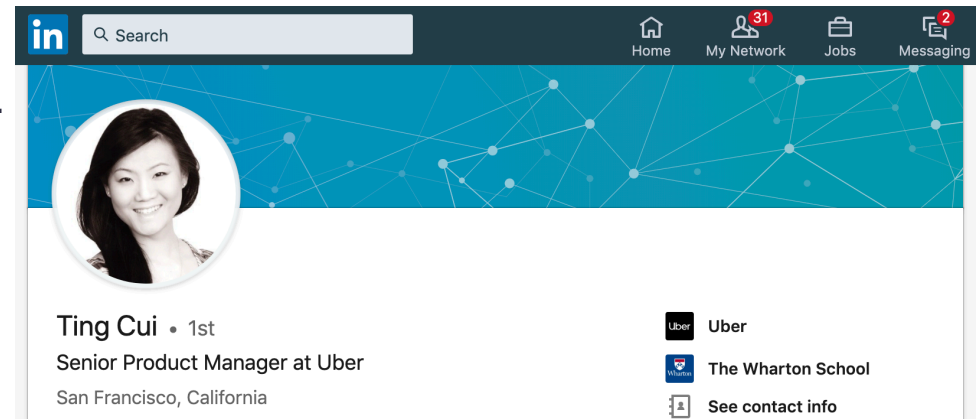 in Search
31
2
Home My Network Jobs Messaging
Ting Cui • 1st
Senior Product Manager at Uber
San Francisco, California
Uber Uber
Wharton The Wharton School
See contact info